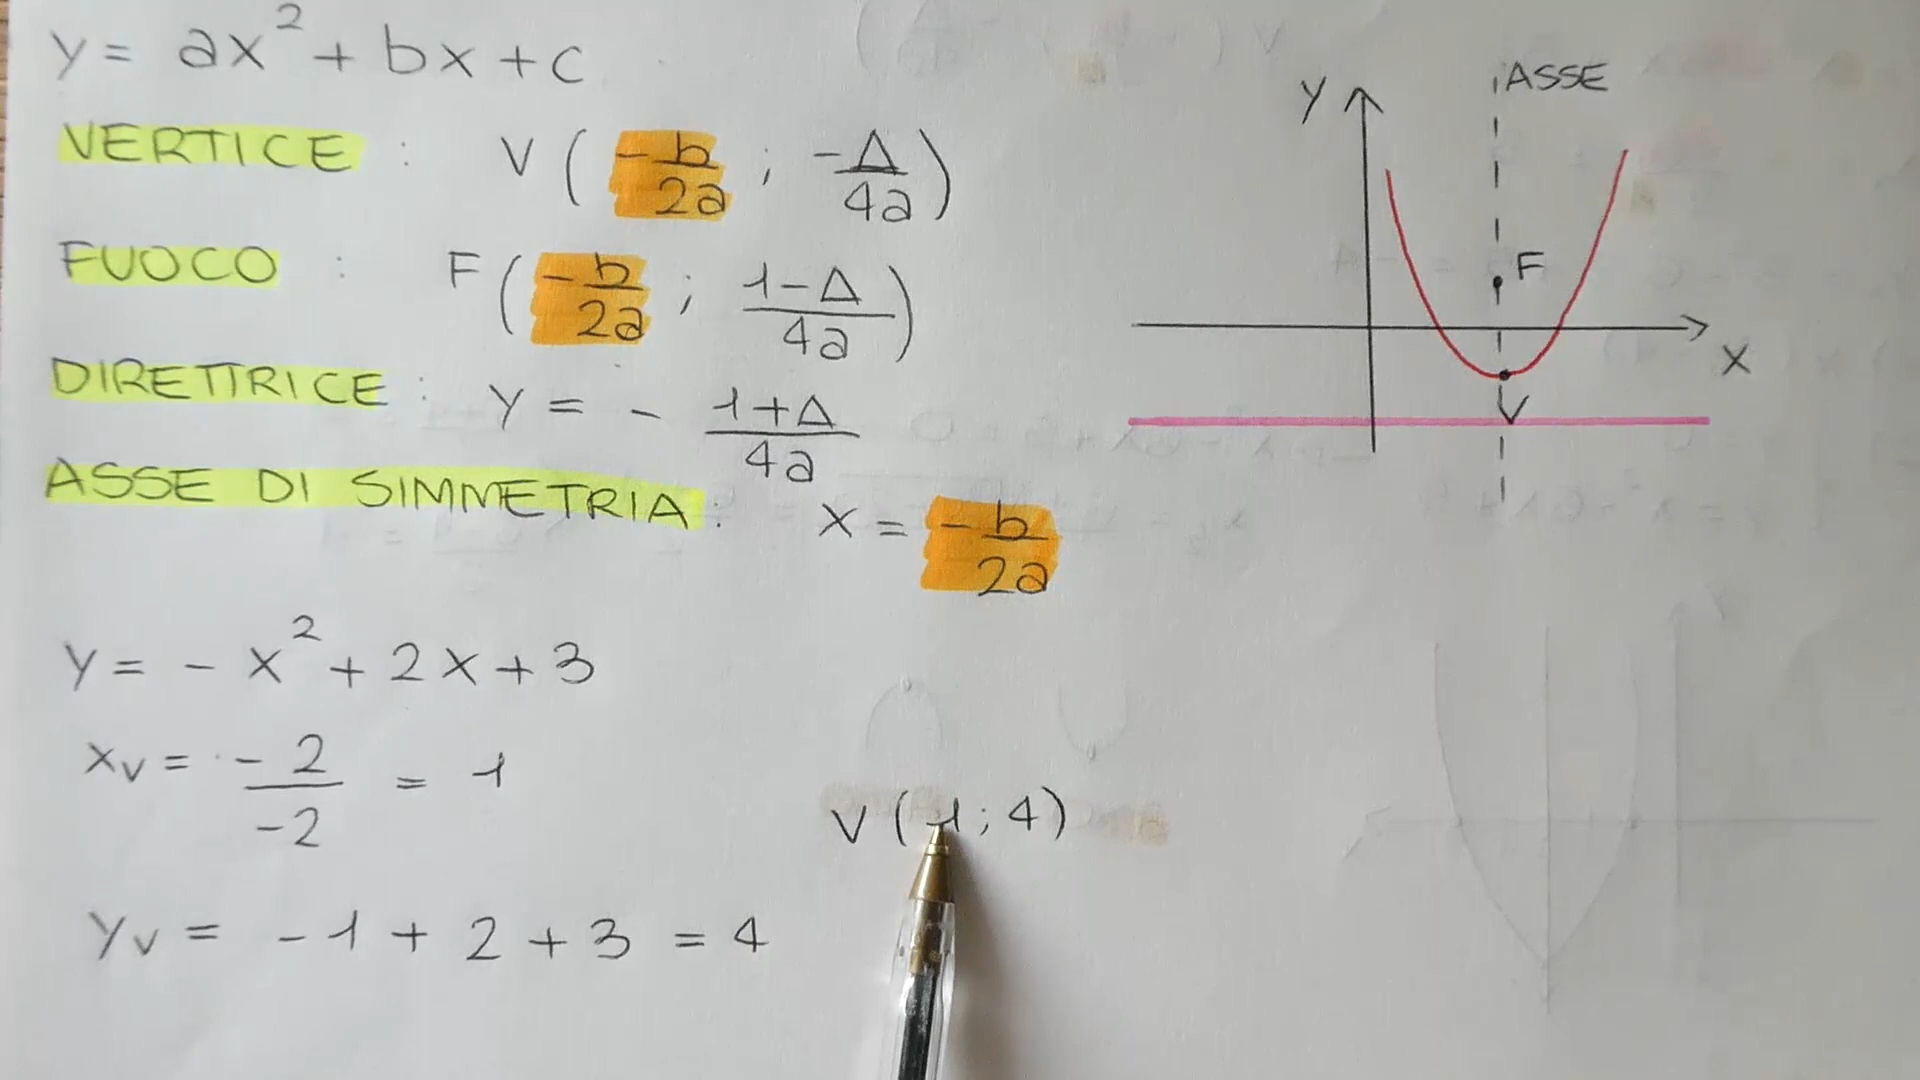 y = ax² + bx + c
VERTICE : V ( -b/2a ; -Δ/4a )
FUOCO : F ( -b/2a ; 1-Δ/4a )
DIRETTRICE : y = - 1+Δ/4a
ASSE DI SIMMETRIA : x = -b/2a
y = - x² + 2x + 3
xv = -2/-2 = 1
yv = -1 + 2 + 3 = 4
V ( 1 ; 4 )
ASSE
y
F
x
V